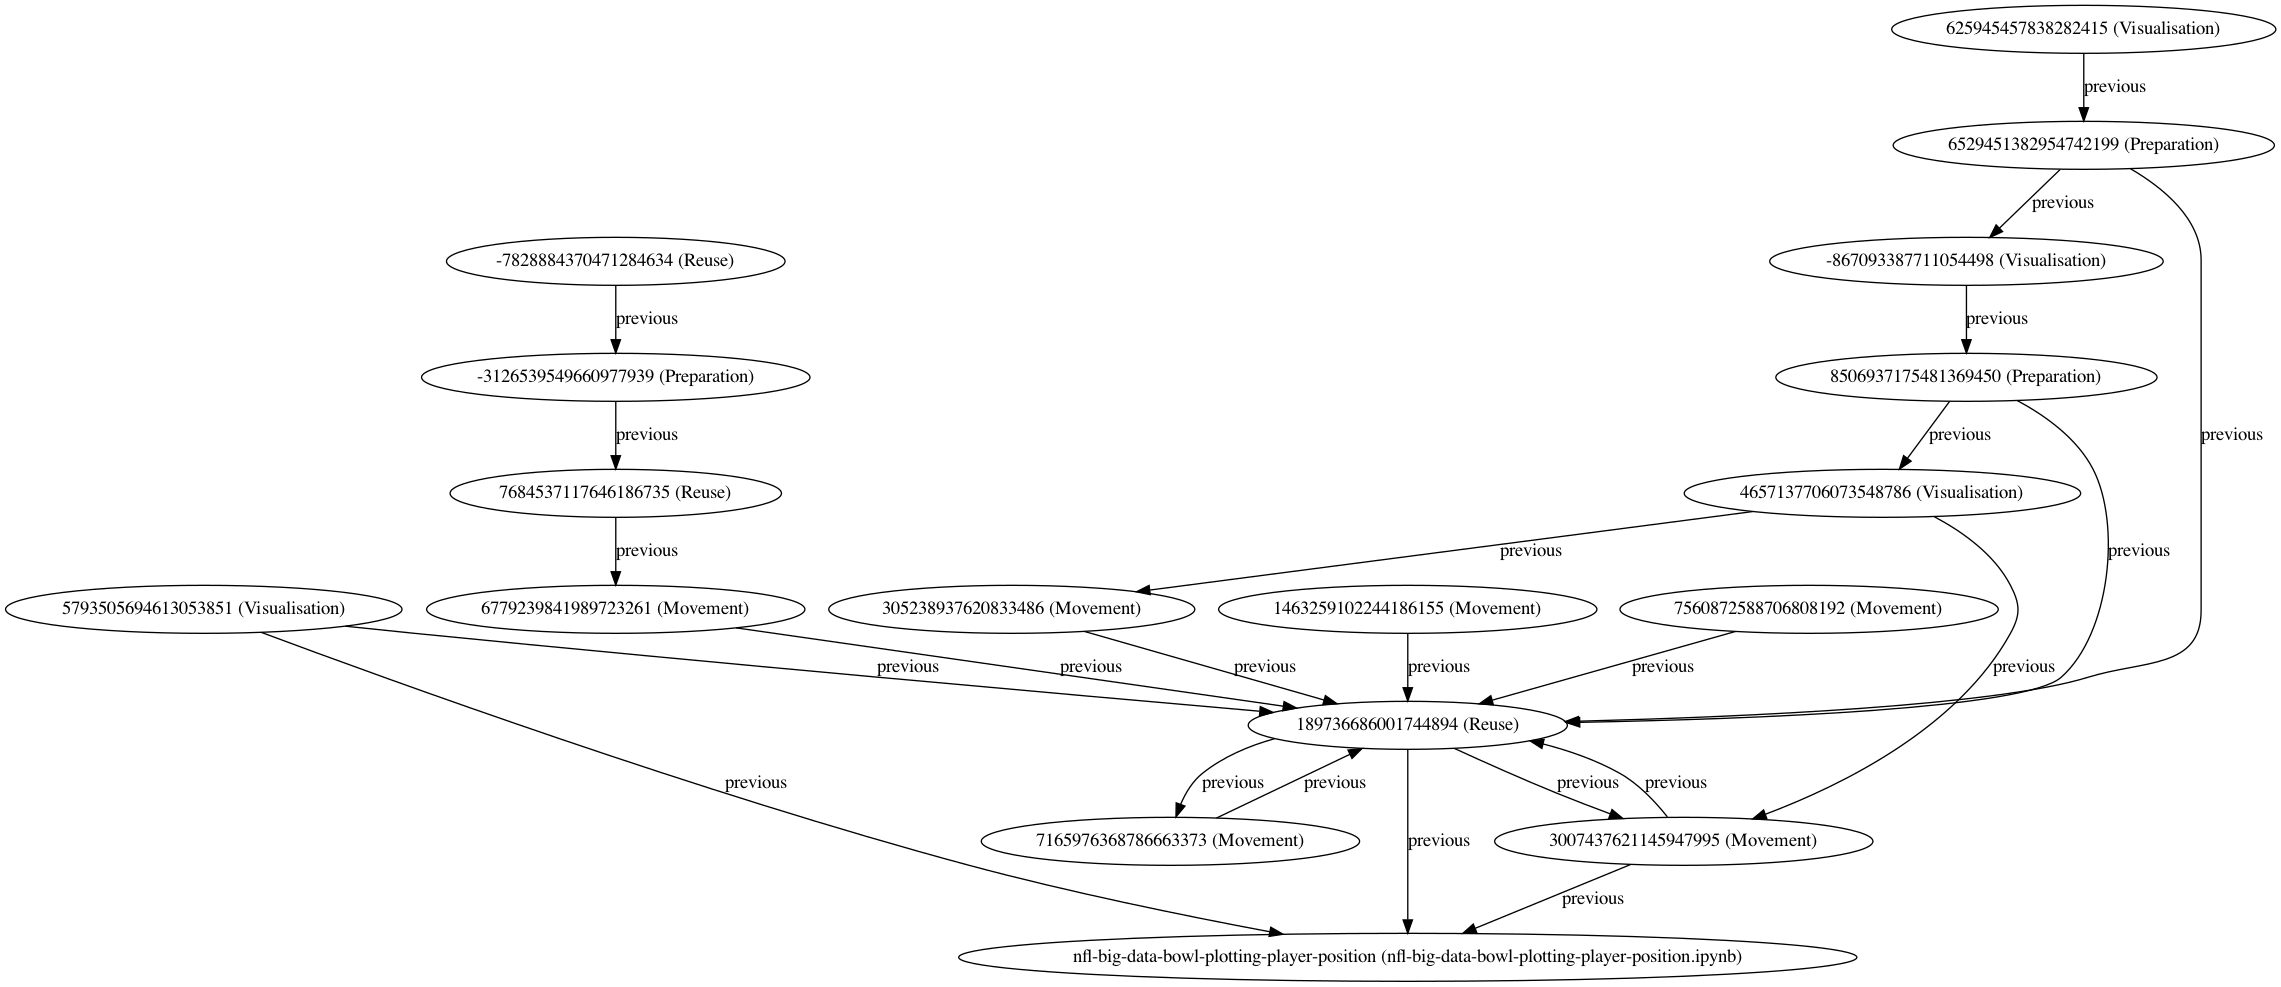 625945457838282415 (Visualisation)
previous
6529451382954742199 (Preparation)
previous
-7828884370471284634 (Reuse)
-867093387711054498 (Visualisation)
previous
previous
-3126539549660977939 (Preparation)
8506937175481369450 (Preparation)
previous
previous
previous
7684537117646186735 (Reuse)
4657137706073548786 (Visualisation)
previous
previous
previous
5793505694613053851 (Visualisation)
6779239841989723261 (Movement)
305238937620833486 (Movement)
1463259102244186155 (Movement)
7560872588706808192 (Movement)
previous
previous
previous
previous
previous
previous
189736686001744894 (Reuse)
previous
previous
previous
previous
previous
7165976368786663373 (Movement)
previous
3007437621145947995 (Movement)
previous
nfl-big-data-bowl-plotting-player-position (nfl-big-data-bowl-plotting-player-position.ipynb)